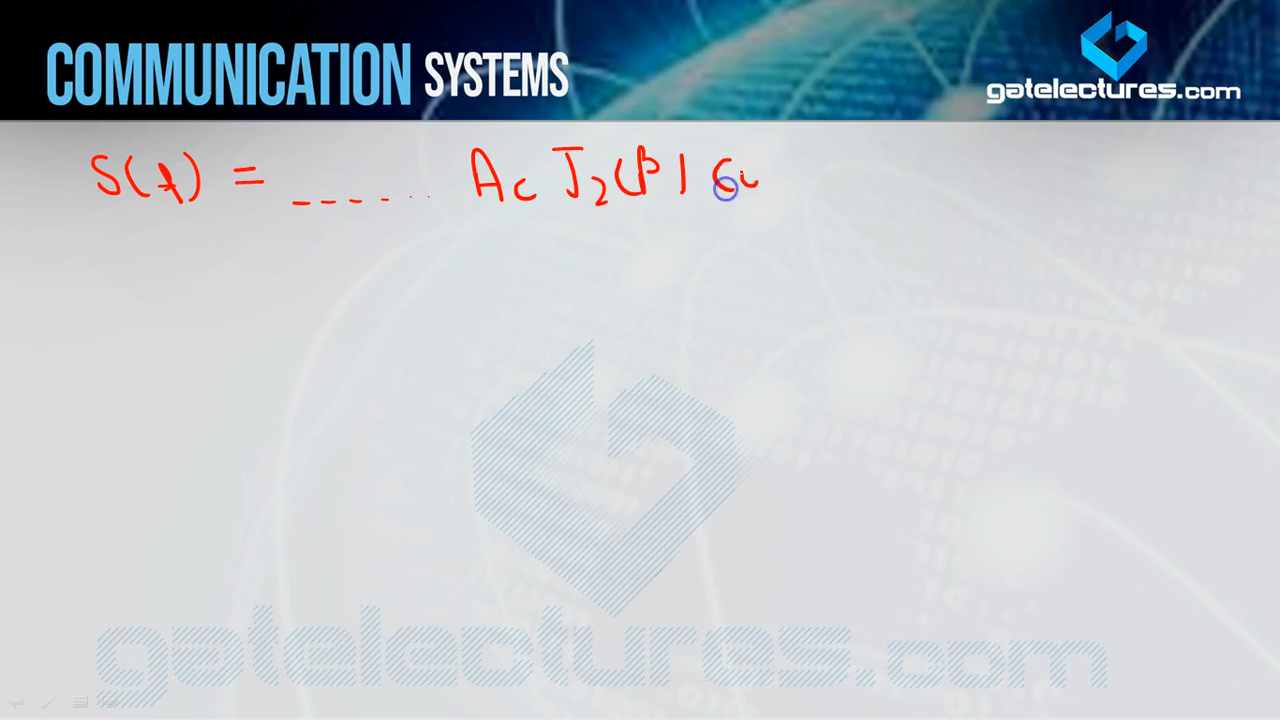 COMMUNICATION SYSTEMS
gatelectures.com
S(t) = ------... Ac J2(β)
gatelectures.com